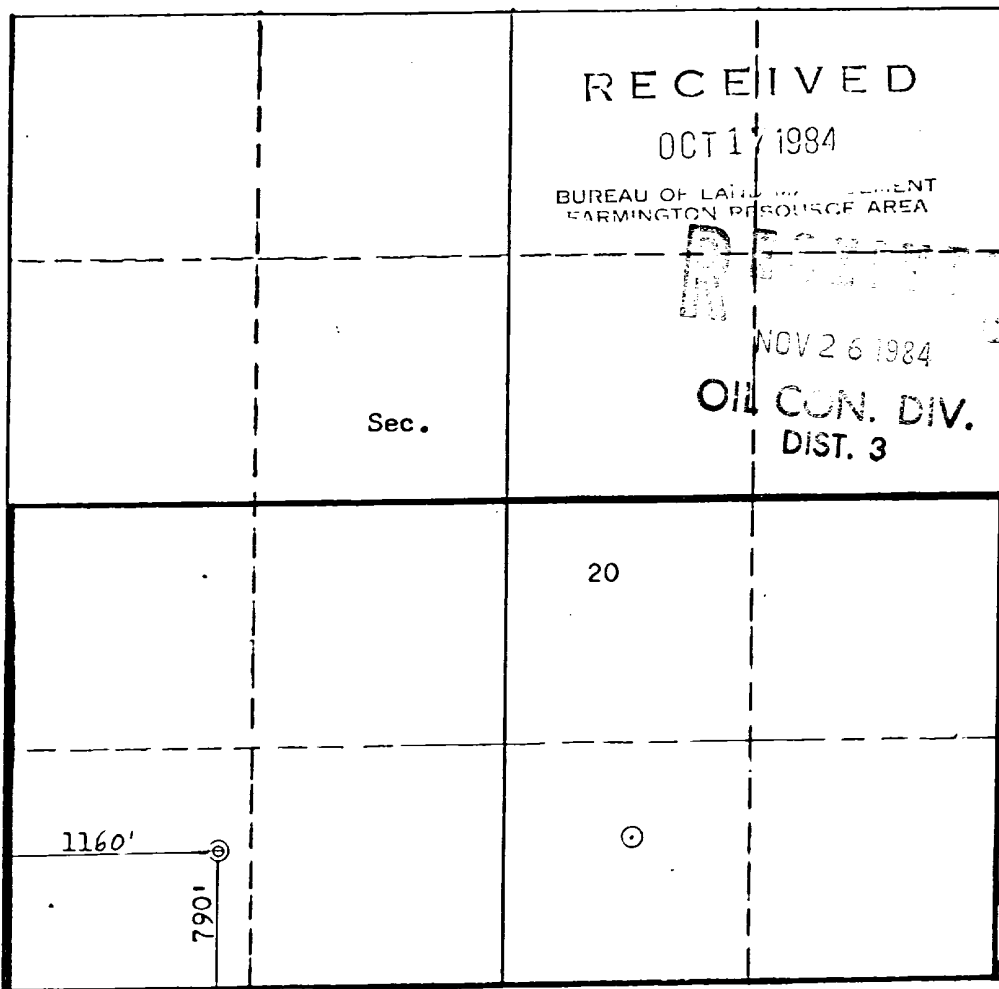 RECEIVED
OCT 17 1984
BUREAU OF LAND MANAGEMENT
FARMINGTON RESOURCE AREA
NOV 26 1984
OIL CON. DIV.
DIST. 3
Sec.
20
1160'
790'